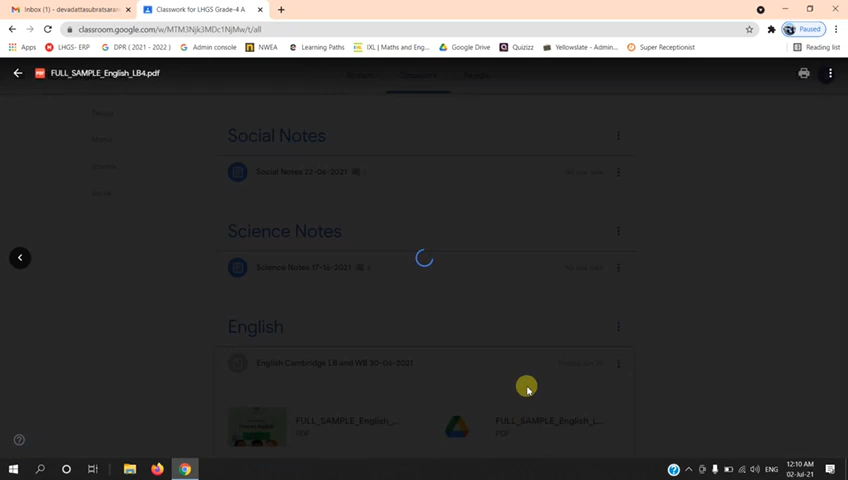 Inbox (1) - devadattasubratsaran
Classwork for LHGS Grade-4 A
classroom.google.com/w/MTM3Njk3MDc1NjMw/t/all
Paused
Apps
LHGS- ERP
DPR ( 2021 - 2022 )
Admin console
NWEA
Learning Paths
IXL | Maths and Eng...
Google Drive
Quizizz
Yellowslate - Admin...
Super Receptionist
Reading list
FULL_SAMPLE_English_LB4.pdf
Social Notes
Social Notes 22-06-2021
Science Notes
Science Notes 17-16-2021
English
English Cambridge LB and WB 30-06-2021
FULL_SAMPLE_English_...
PDF
FULL_SAMPLE_English_L...
PDF
ENG
12:10 AM
02-Jul-21